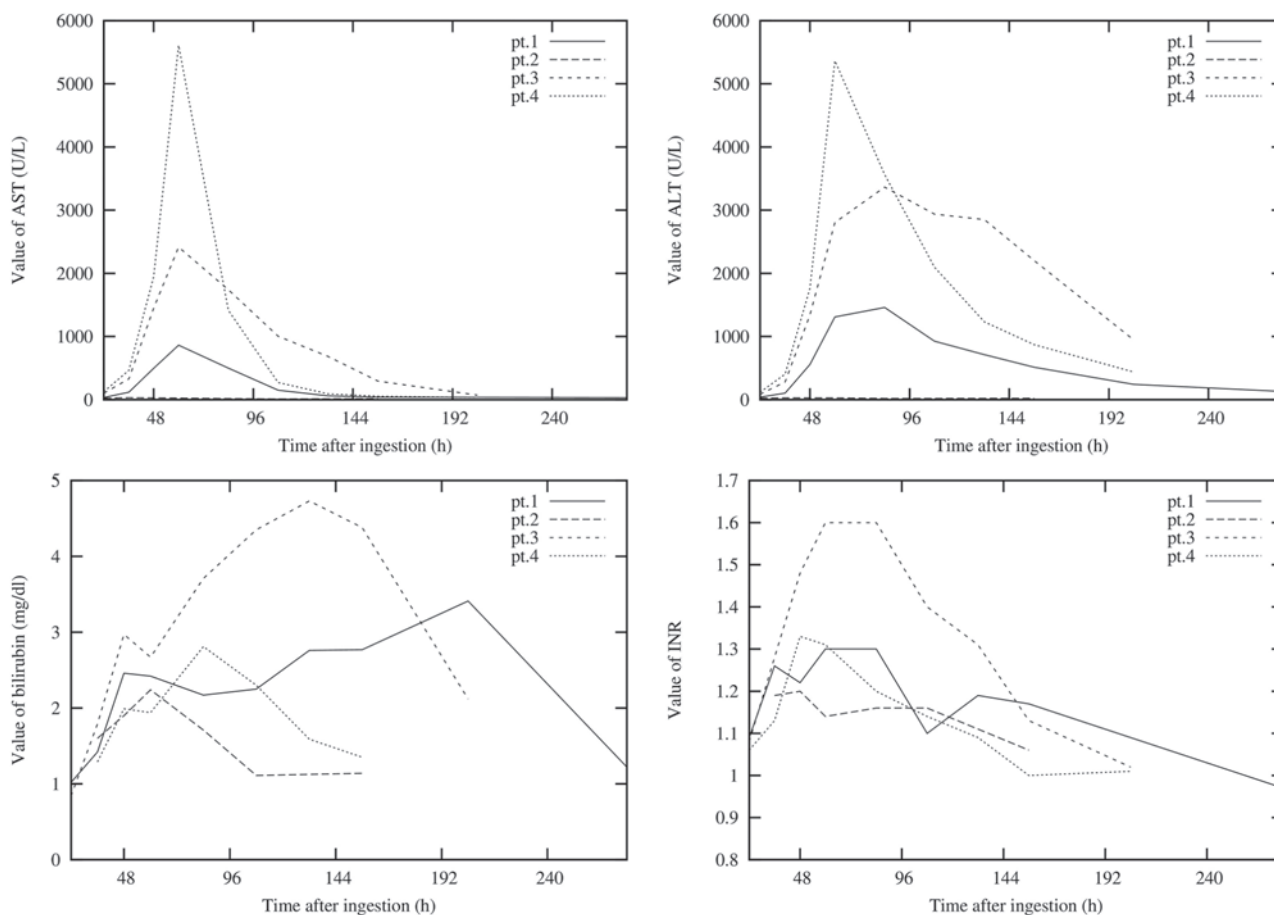 6000
5000
4000
3000
2000
1000
0
Value of AST (U/L)
pt.1
pt.2
pt.3
pt.4
48 96 144 192 240
Time after ingestion (h)
6000
5000
4000
3000
2000
1000
0
Value of ALT (U/L)
pt.1
pt.2
pt.3
pt.4
48 96 144 192 240
Time after ingestion (h)
5
4
3
2
1
0
Value of bilirubin (mg/dl)
pt.1
pt.2
pt.3
pt.4
48 96 144 192 240
Time after ingestion (h)
1.7
1.6
1.5
1.4
1.3
1.2
1.1
1
0.9
0.8
Value of INR
pt.1
pt.2
pt.3
pt.4
48 96 144 192 240
Time after ingestion (h)